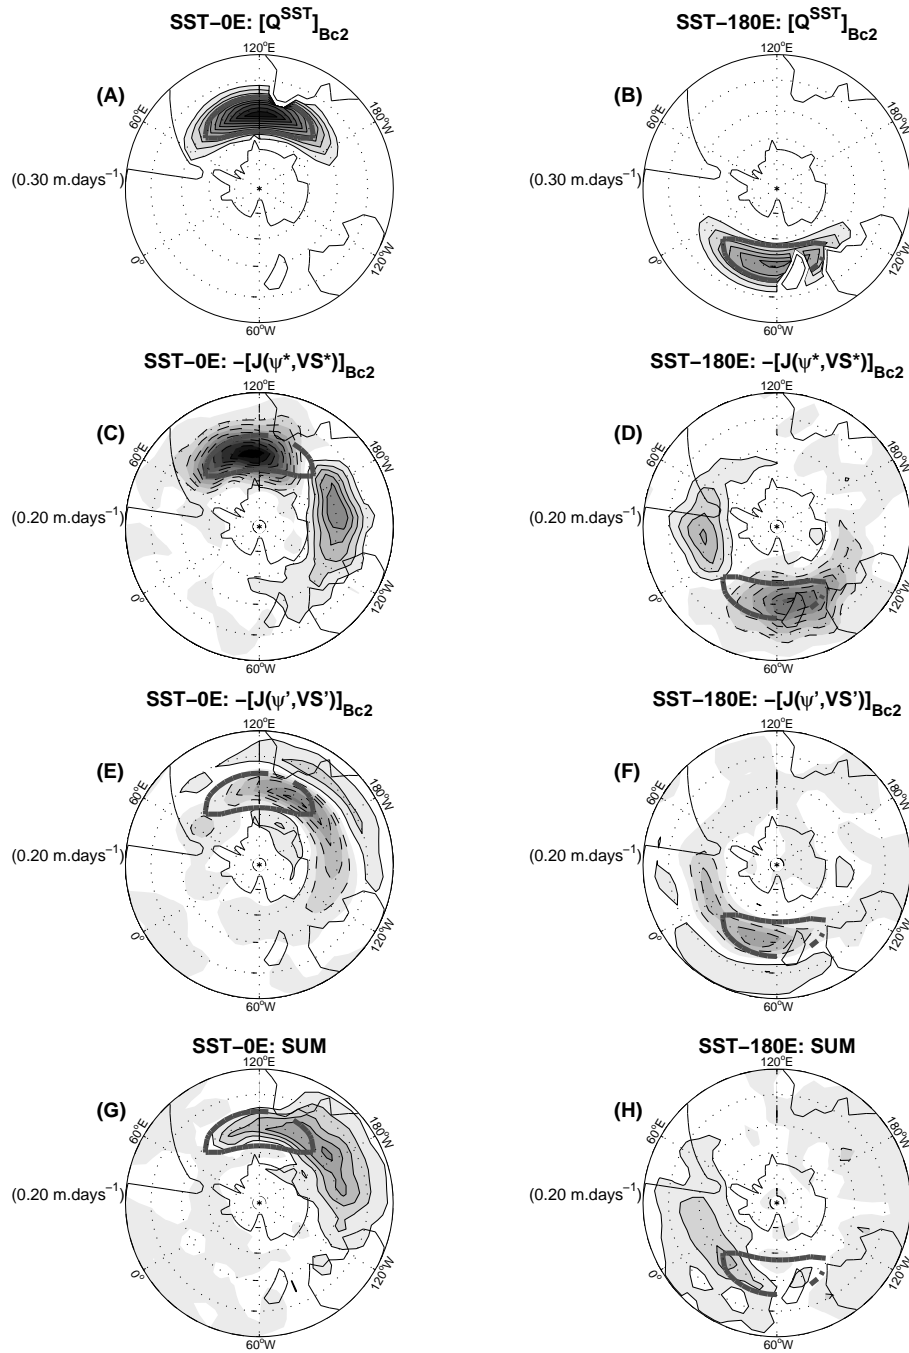 SST−0E: [Q^SST]_Bc2
SST−180E: [Q^SST]_Bc2
(A)
120°E
60°E
180°W
(0.30 m.days⁻¹)
0°
120°W
60°W
(B)
120°E
60°E
180°W
(0.30 m.days⁻¹)
0°
120°W
60°W
SST−0E: −[J(ψ*,VS*)]_Bc2
SST−180E: −[J(ψ*,VS*)]_Bc2
(C)
120°E
60°E
180°W
(0.20 m.days⁻¹)
0°
120°W
60°W
(D)
120°E
60°E
180°W
(0.20 m.days⁻¹)
0°
120°W
60°W
SST−0E: −[J(ψ’,VS’)]_Bc2
SST−180E: −[J(ψ’,VS’)]_Bc2
(E)
120°E
60°E
180°W
(0.20 m.days⁻¹)
0°
120°W
60°W
(F)
120°E
60°E
180°W
(0.20 m.days⁻¹)
0°
120°W
60°W
SST−0E: SUM
SST−180E: SUM
(G)
120°E
60°E
180°W
(0.20 m.days⁻¹)
0°
120°W
60°W
(H)
120°E
60°E
180°W
(0.20 m.days⁻¹)
0°
120°W
60°W